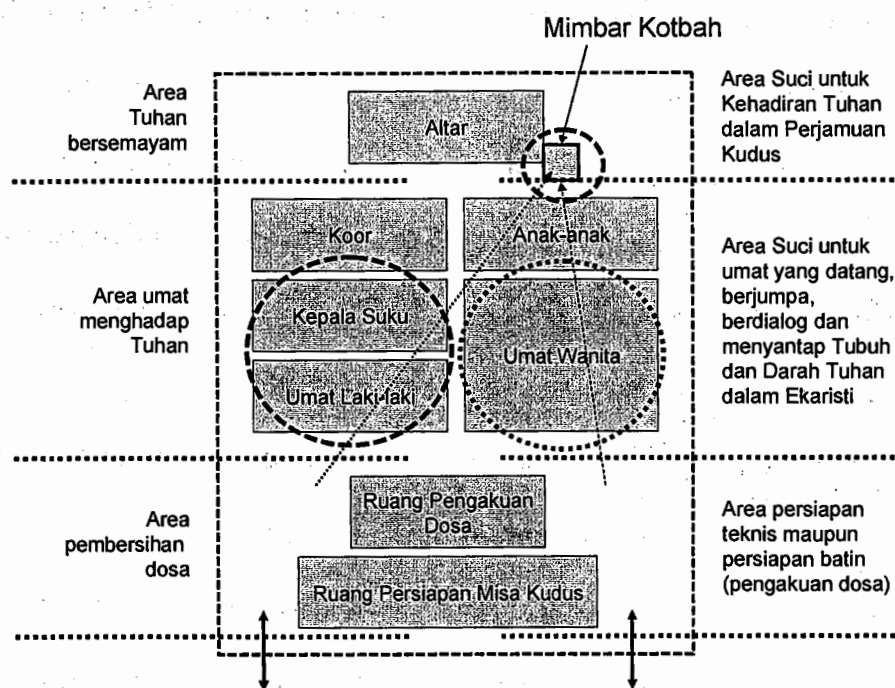 Mimbar Kotbah
Area
Tuhan
bersemayam
Altar
Area Suci untuk
Kehadiran Tuhan
dalam Perjamuan
Kudus
Koor
Anak-anak
Area umat
menghadap
Tuhan
Kepala Suku
Umat Laki-laki
Umat Wanita
Area Suci untuk
umat yang datang,
berjumpa,
berdialog dan
menyantap Tubuh
dan Darah Tuhan
dalam Ekaristi
Area
pembersihan
dosa
Ruang Pengakuan
Dosa
Ruang Persiapan Misa Kudus
Area persiapan
teknis maupun
persiapan batin
(pengakuan dosa)